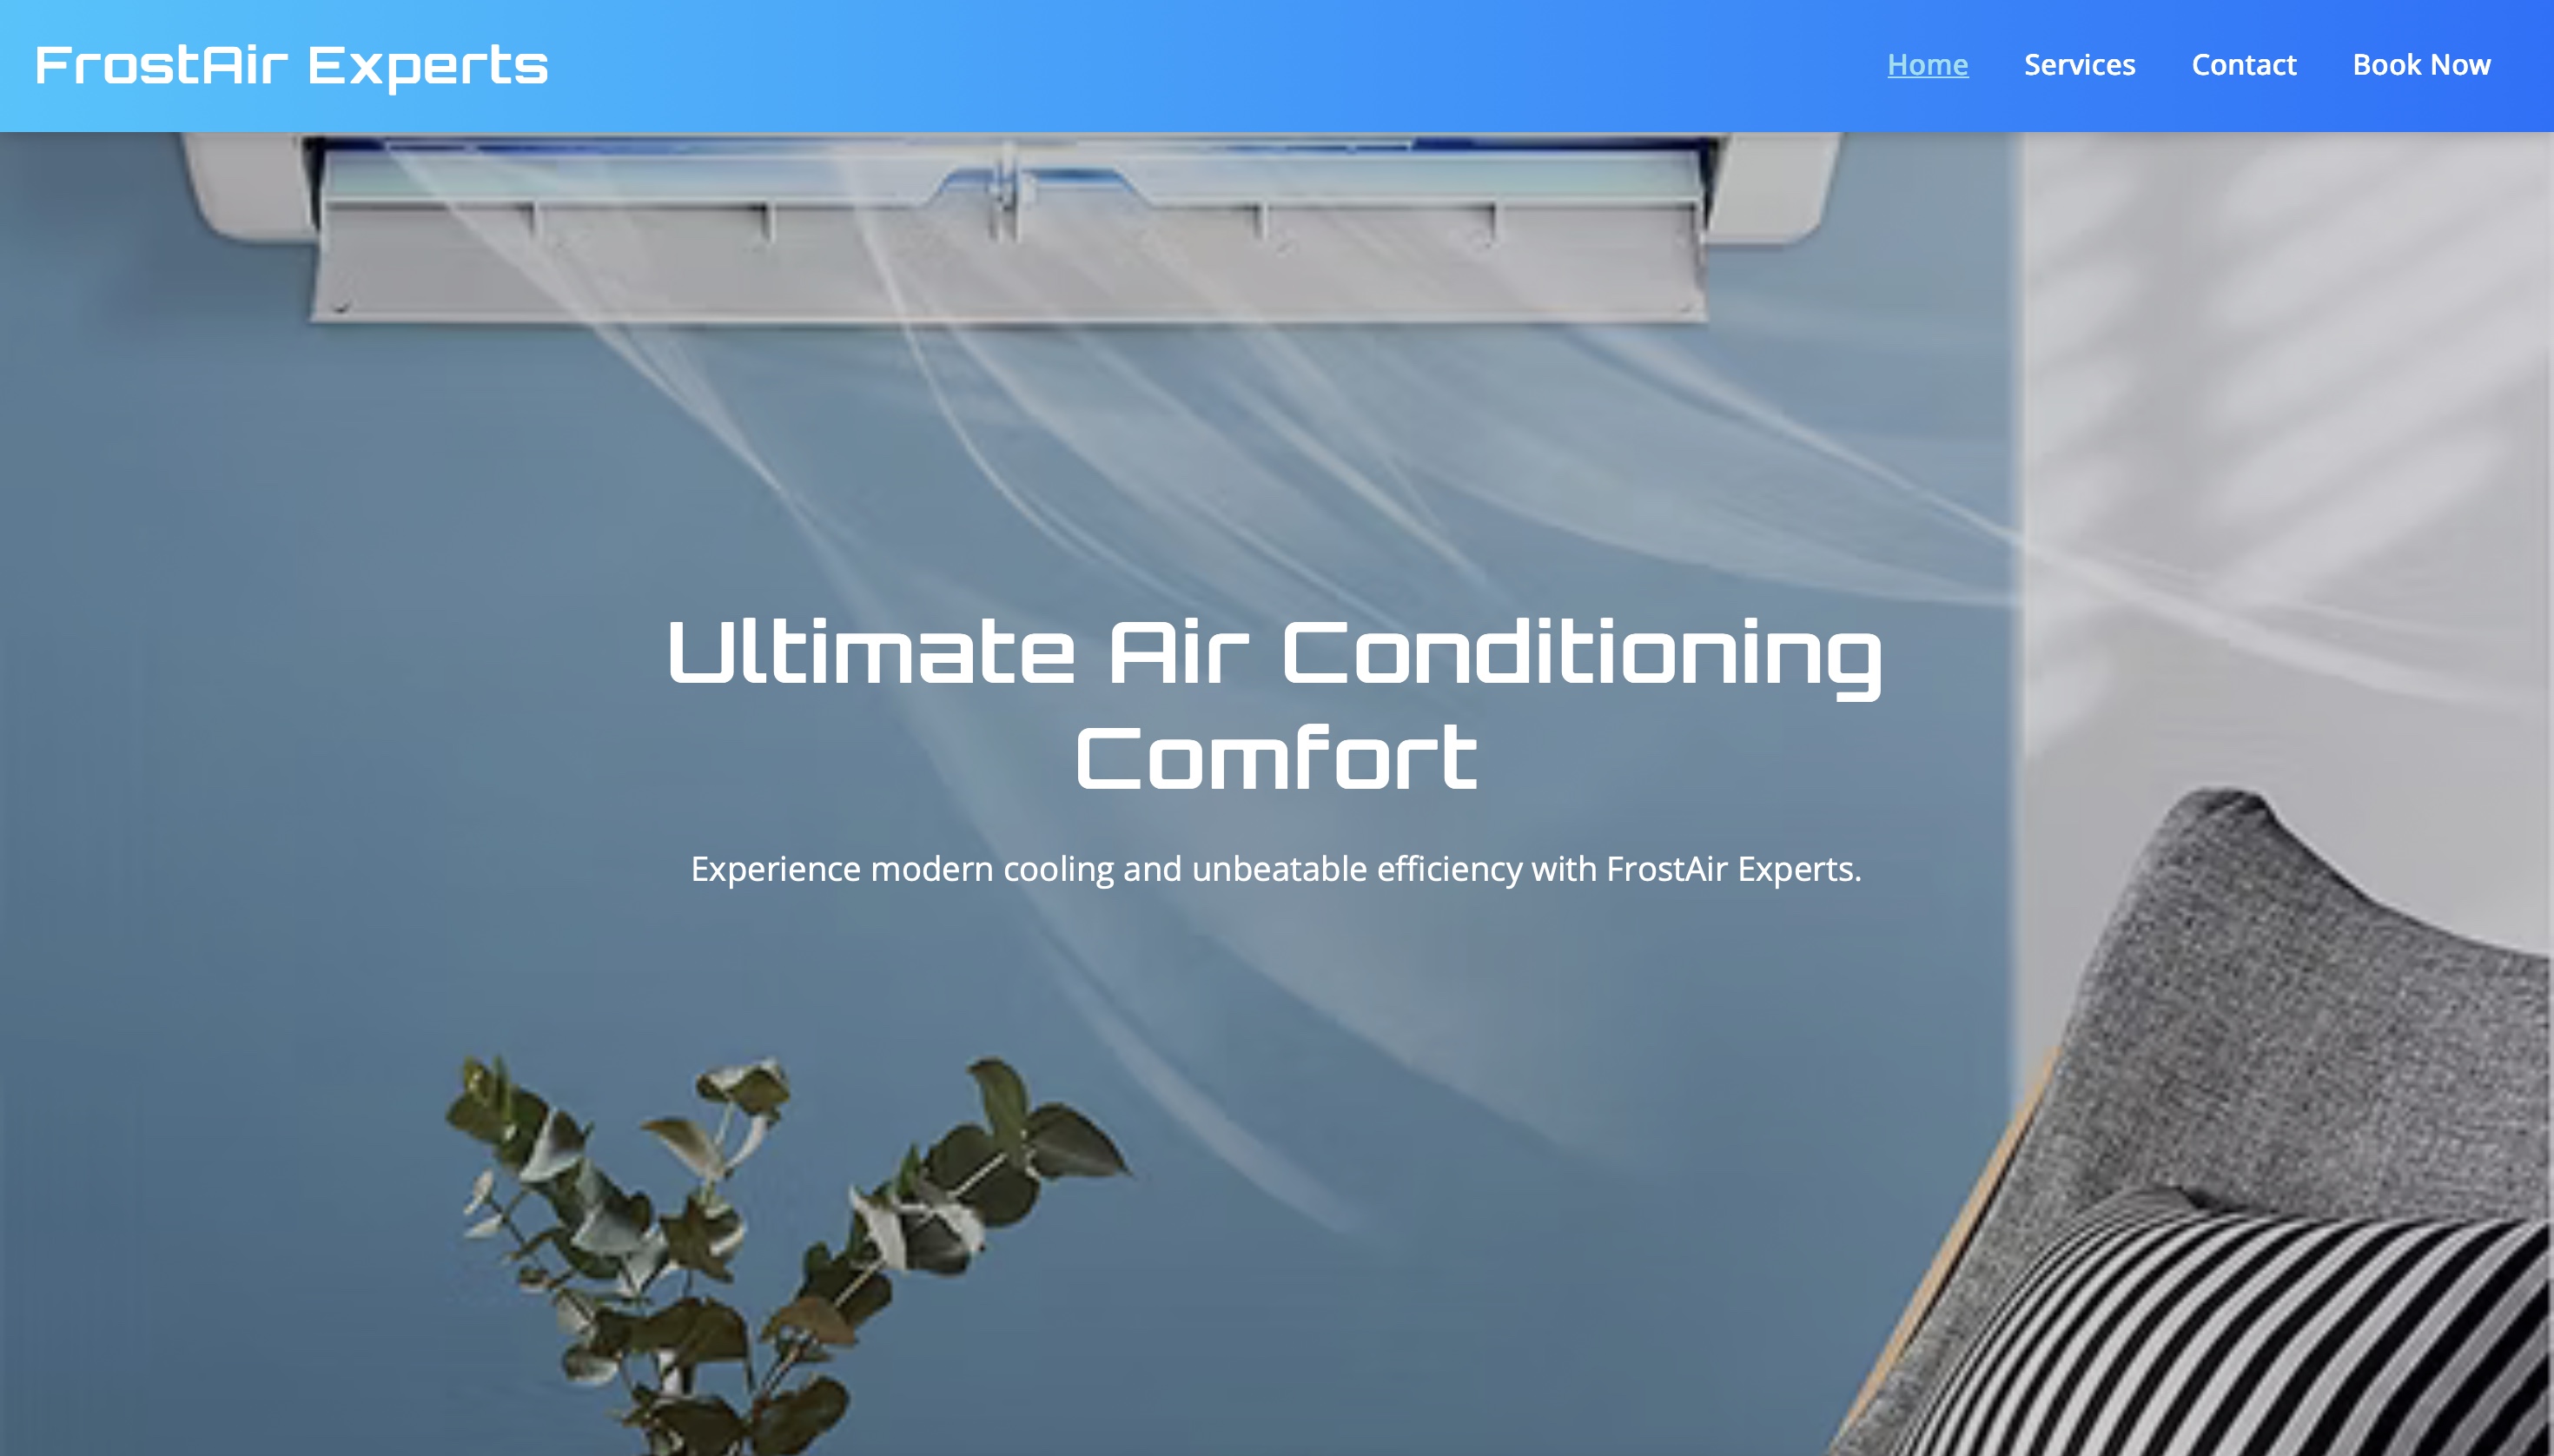 FrostAir Experts
Home Services Contact Book Now
Ultimate Air Conditioning
Comfort
Experience modern cooling and unbeatable efficiency with FrostAir Experts.